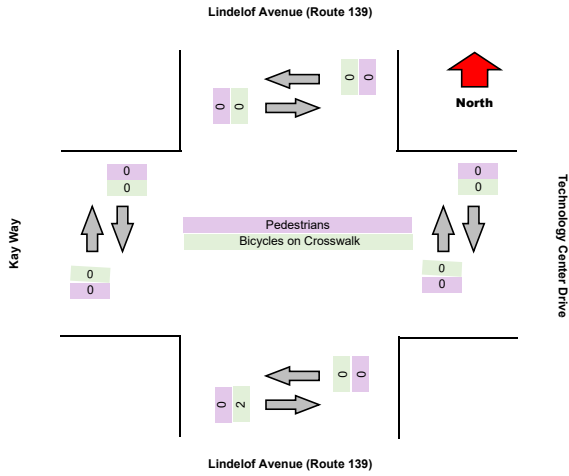 Lindelof Avenue (Route 139)
0 0
0 0
North
0
0
0
0
Kay Way
Pedestrians
Bicycles on Crosswalk
Technology Center Drive
0
0
0
0
0 0
0 2
Lindelof Avenue (Route 139)